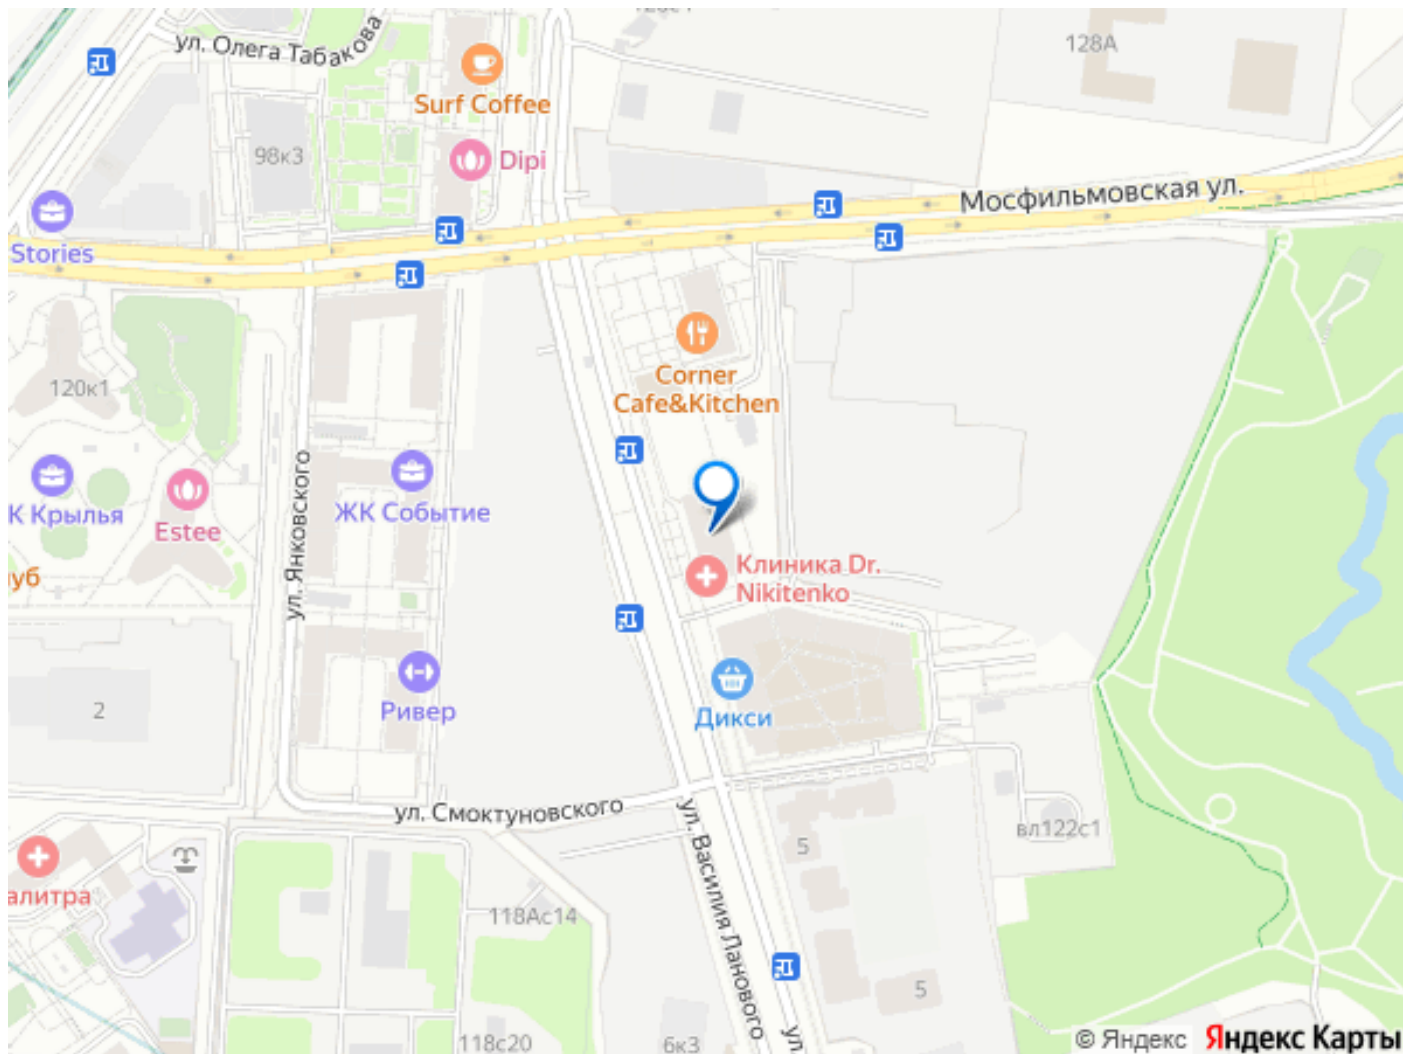 ул. Олега Табакова
128А
Surf Coffee
98к3
Dipi
Мосфильмовская ул.
Stories
Corner
Cafe&Kitchen
120к1
ул. Янковского
ЖК Событие
К Крылья
Estee
уб
Клиника Dr.
Nikitenko
2
Ривер
Дикси
ул. Смоктуновского
ул. Василия Ланового
вл122с1
5
алитра
118Ас14
5
118с20
6к3
ул.
© Яндекс Яндекс Карты